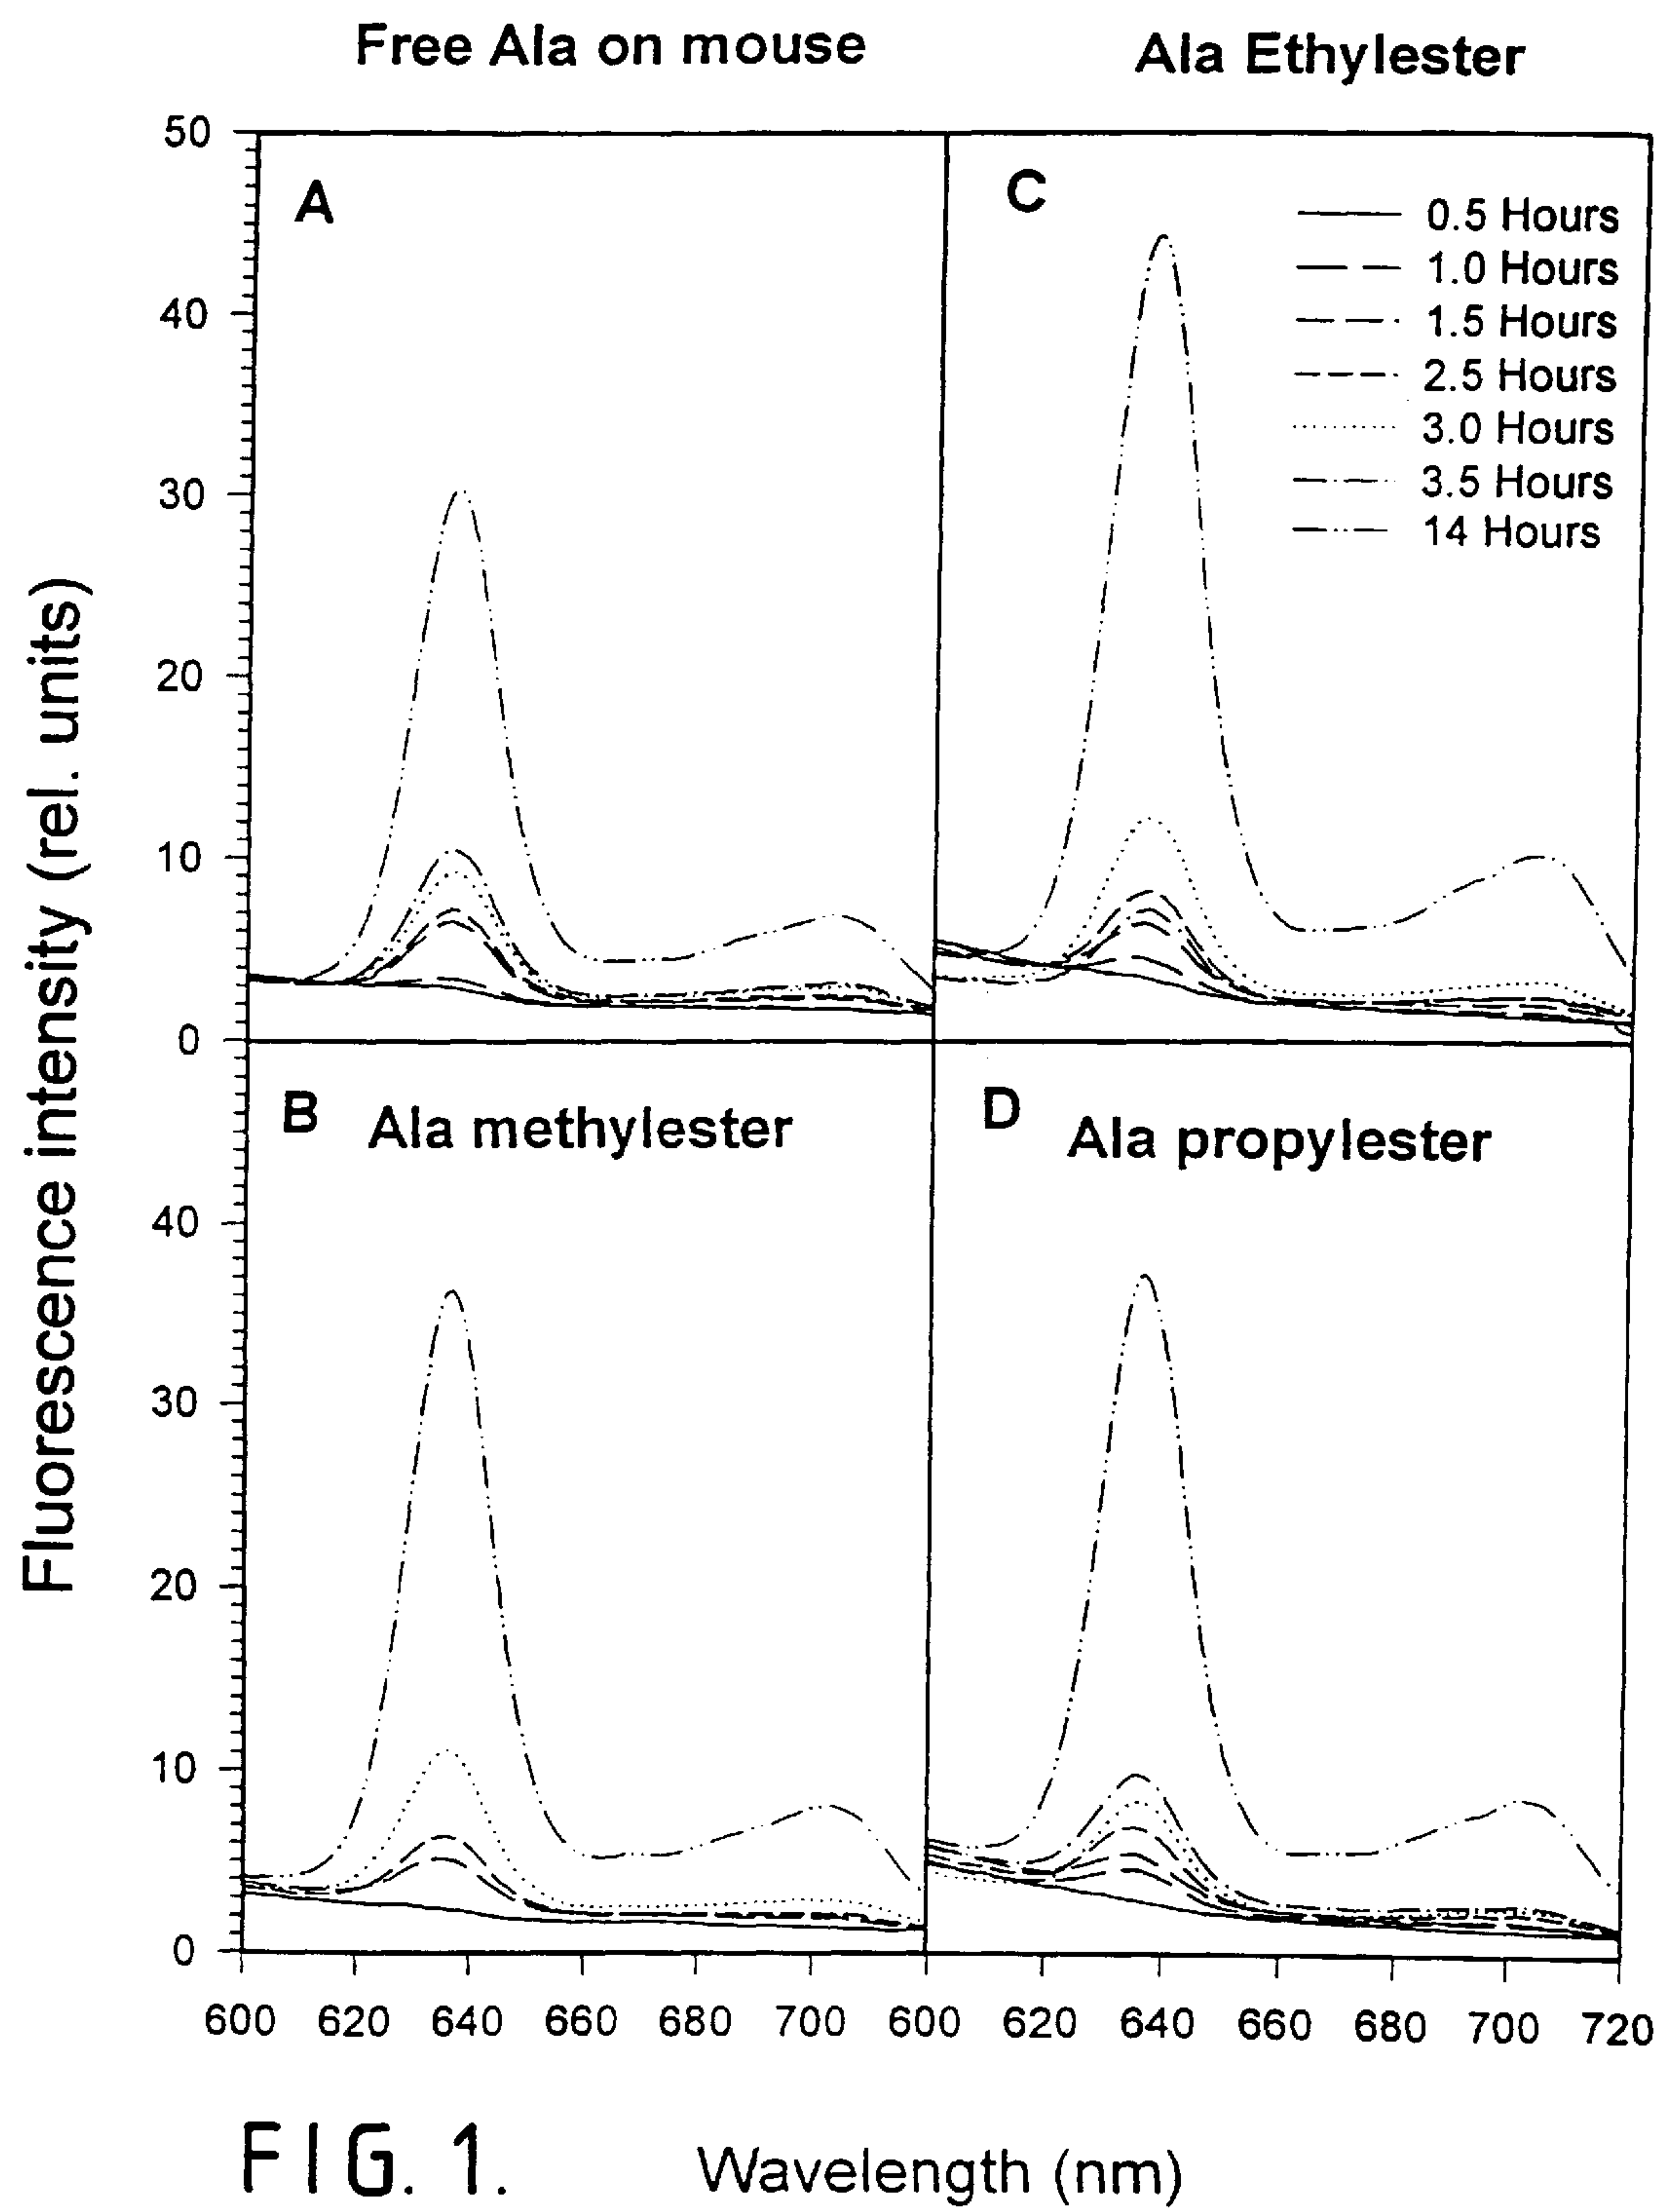 Free Ala on mouse
Ala Ethylester
Fluorescence intensity (rel. units)
50
40
30
20
10
0
A
C
0.5 Hours
1.0 Hours
1.5 Hours
2.5 Hours
3.0 Hours
3.5 Hours
14 Hours
B Ala methylester
D Ala propylester
40
30
20
10
0
600 620 640 660 680 700 600 620 640 660 680 700 720
FIG. 1.
Wavelength (nm)